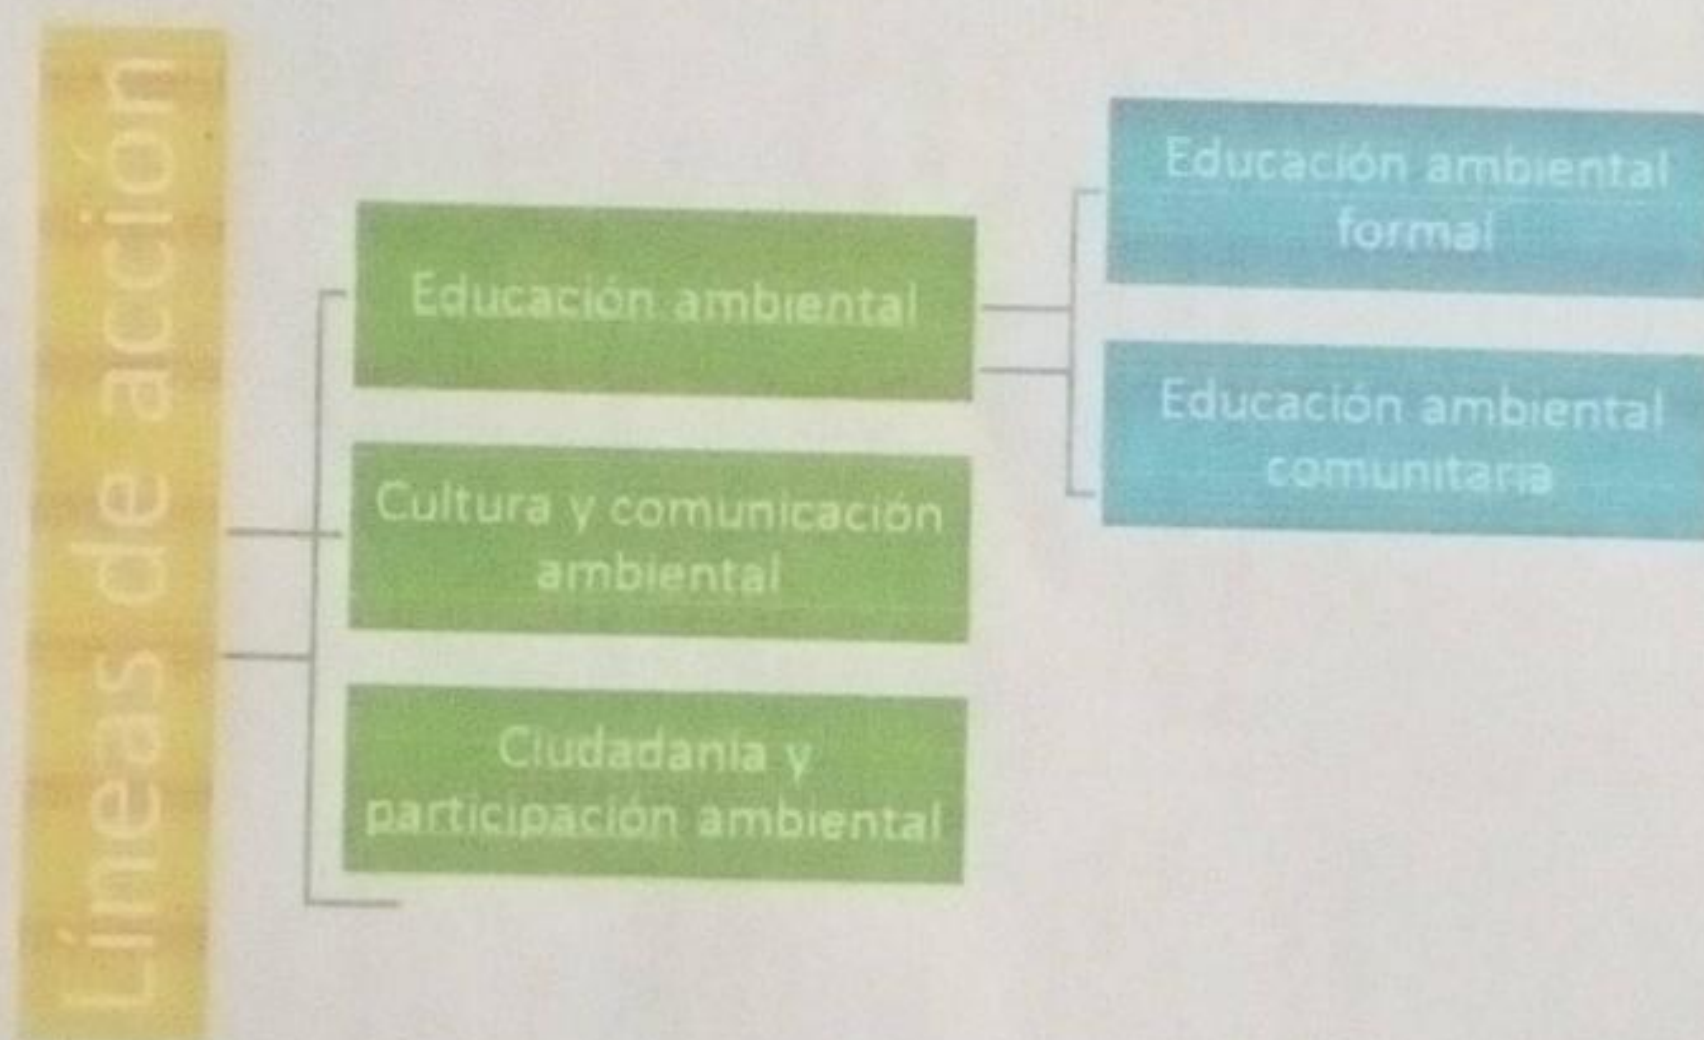 Líneas de acción
Educación ambiental
Cultura y comunicación
ambiental
Ciudadanía y
participación ambiental
Educación ambiental
formal
Educación ambiental
comunitaria